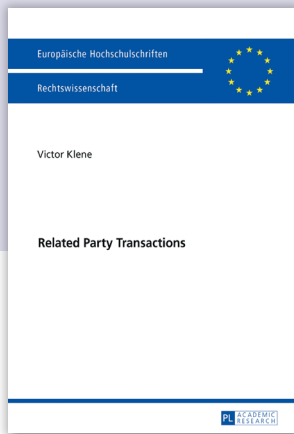 Europäische Hochschulschriften
Rechtswissenschaft
Victor Klene
Related Party Transactions
PL ACADEMIC
RESEARCH